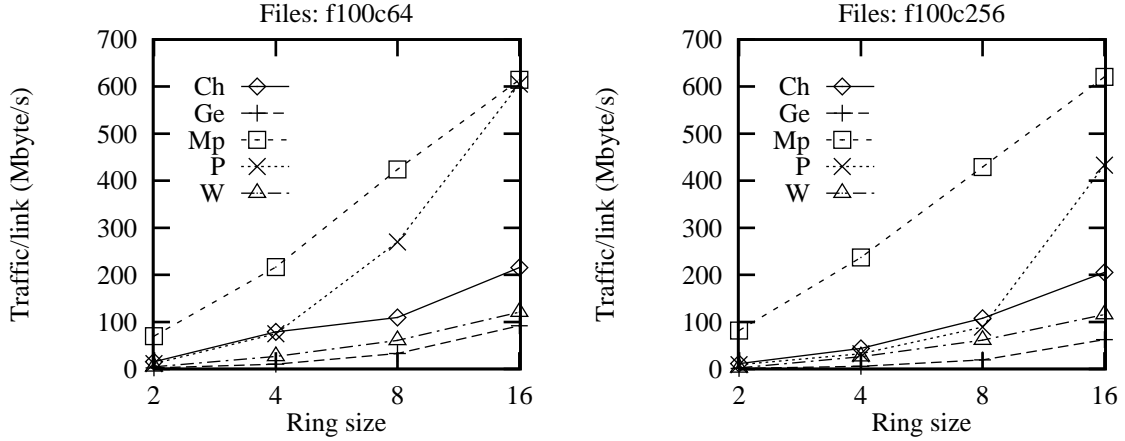 Files: f100c64
Traffic/link (Mbyte/s)
700
600
500
400
300
200
100
0
Ch
Ge
Mp
P
W
2 4 8 16
Ring size
Files: f100c256
Traffic/link (Mbyte/s)
700
600
500
400
300
200
100
0
Ch
Ge
Mp
P
W
2 4 8 16
Ring size